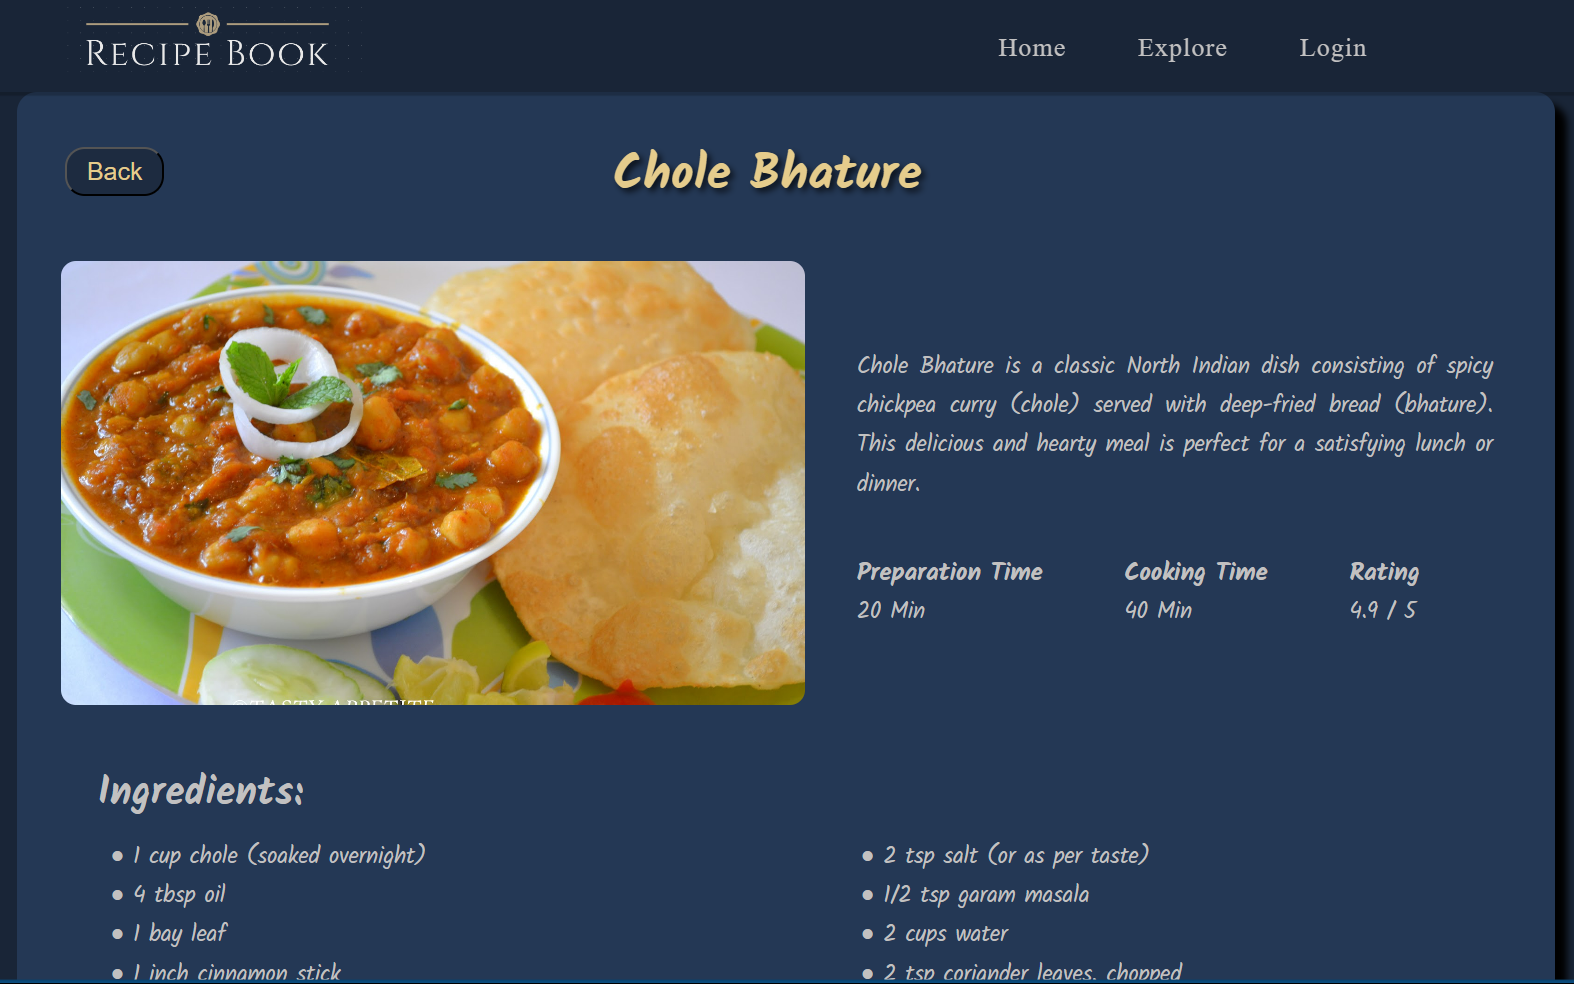 RECIPE BOOK
Home Explore Login
Back
Chole Bhature
Chole Bhature is a classic North Indian dish consisting of spicy
chickpea curry (chole) served with deep-fried bread (bhature).
This delicious and hearty meal is perfect for a satisfying lunch or
dinner.
Preparation Time Cooking Time Rating
20 Min 40 Min 4.9 / 5
©TASTY APPETITE
Ingredients:
● 1 cup chole (soaked overnight)
● 4 tbsp oil
● 1 bay leaf
● 1 inch cinnamon stick
● 2 tsp salt (or as per taste)
● 1/2 tsp garam masala
● 2 cups water
● 2 tsp coriander leaves, chopped